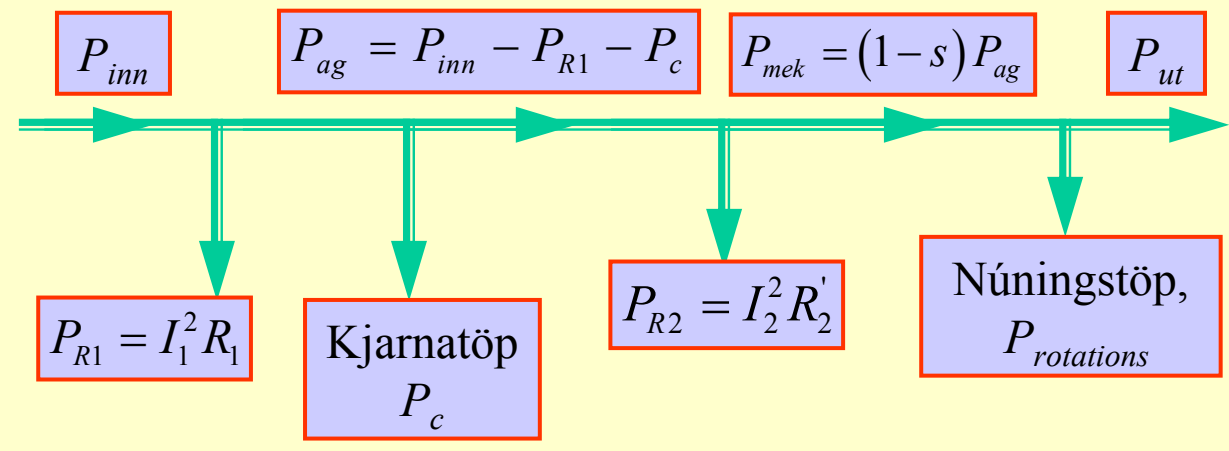 P_inn
P_ag = P_inn − P_R1 − P_c
P_mek = (1−s) P_ag
P_ut
P_R1 = I_1^2 R_1
Kjarnatöp
P_c
P_R2 = I_2^2 R_2^'
Núningstöp,
P_rotations